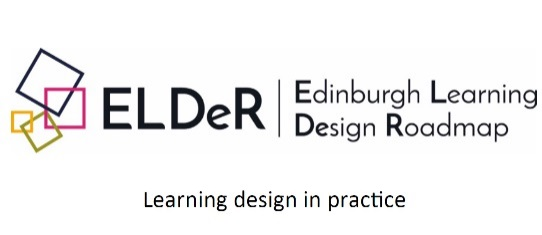 ELDeR
Edinburgh Learning
Design Roadmap
Learning design in practice